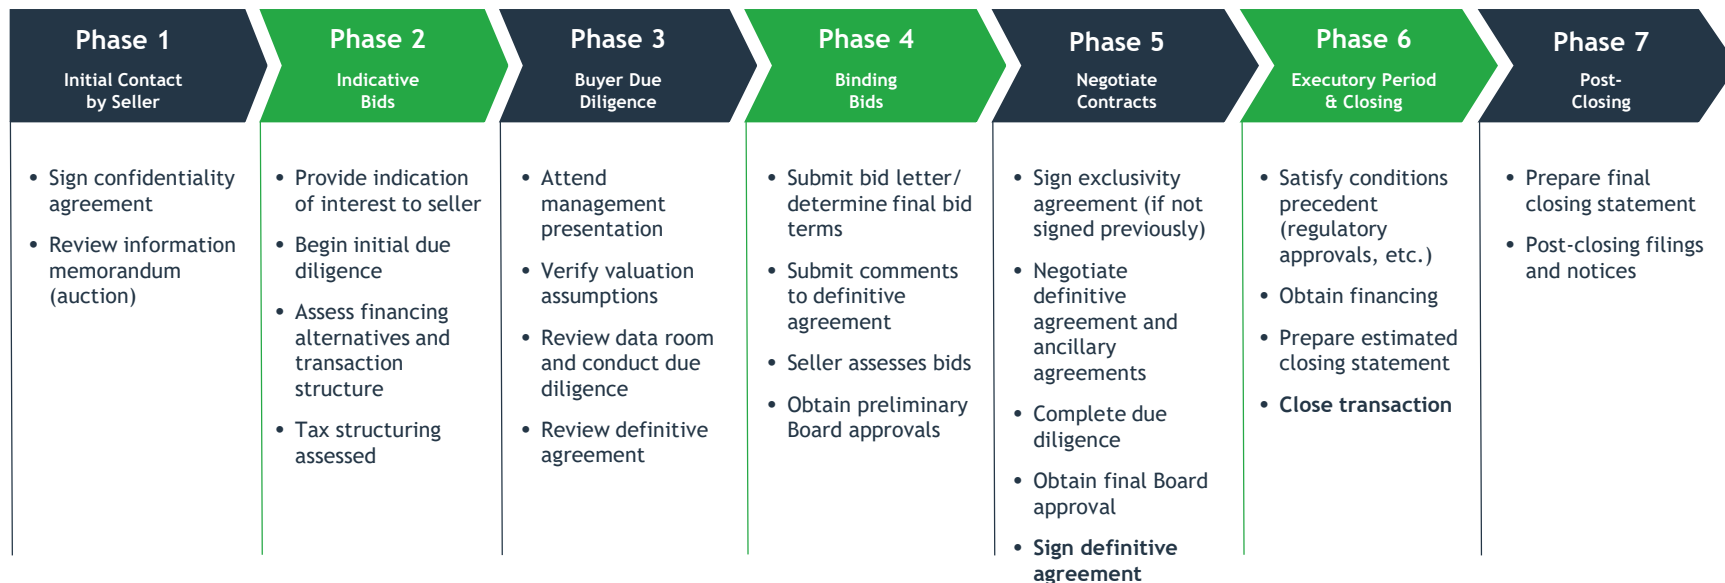 Phase 1
Initial Contact
by Seller
• Sign confidentiality
agreement
• Review information
memorandum
(auction)
Phase 2
Indicative
Bids
• Provide indication
of interest to seller
• Begin initial due
diligence
• Assess financing
alternatives and
transaction
structure
• Tax structuring
assessed
Phase 3
Buyer Due
Diligence
• Attend
management
presentation
• Verify valuation
assumptions
• Review data room
and conduct due
diligence
• Review definitive
agreement
Phase 4
Binding
Bids
• Submit bid letter/
determine final bid
terms
• Submit comments
to definitive
agreement
• Seller assesses bids
• Obtain preliminary
Board approvals
Phase 5
Negotiate
Contracts
• Sign exclusivity
agreement (if not
signed previously)
• Negotiate
definitive
agreement and
ancillary
agreements
• Complete due
diligence
• Obtain final Board
approval
• Sign definitive
agreement
Phase 6
Executory Period
& Closing
• Satisfy conditions
precedent
(regulatory
approvals, etc.)
• Obtain financing
• Prepare estimated
closing statement
• Close transaction
Phase 7
Post-
Closing
• Prepare final
closing statement
• Post-closing filings
and notices